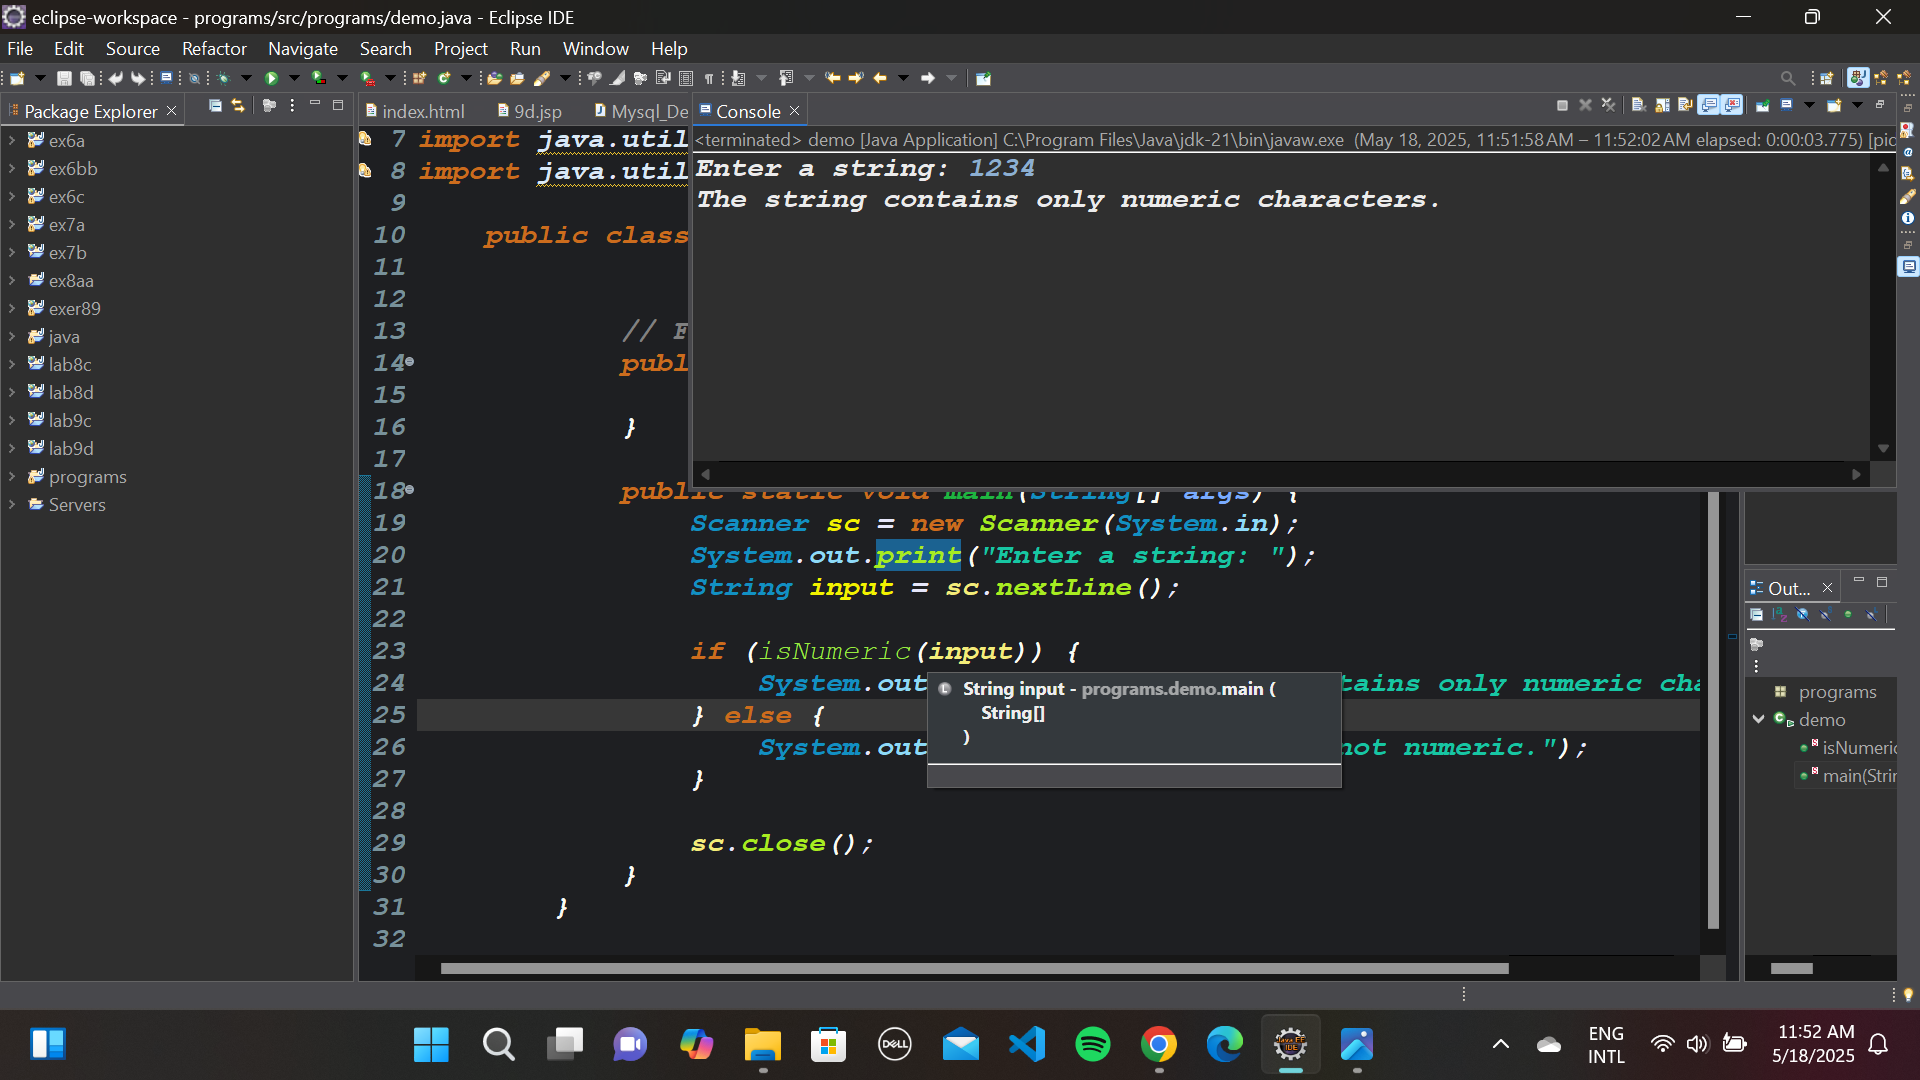 eclipse-workspace - programs/src/programs/demo.java - Eclipse IDE
File Edit Source Refactor Navigate Search Project Run Window Help
Package Explorer
index.html 9d.jsp Mysql_De Console
ex6a
ex6bb
ex6c
ex7a
ex7b
ex8aa
exer89
java
lab8c
lab8d
lab9c
lab9d
programs
Servers
<terminated> demo [Java Application] C:\Program Files\Java\jdk-21\bin\javaw.exe (May 18, 2025, 11:51:58 AM – 11:52:02 AM elapsed: 0:00:03.775) [pid
Enter a string: 1234
The string contains only numeric characters.
7 import java.util
8 import java.util
9
10 public class
11
12
13 //
14 publ
15
16 }
17
18 public static void main(String[] args) {
19 Scanner sc = new Scanner(System.in);
20 System.out.print("Enter a string: ");
21 String input = sc.nextLine();
22
23 if (isNumeric(input)) {
24 System.out tains only numeric cha
25 } else {
26 System.out not numeric.");
27 }
28
29 sc.close();
30 }
31 }
32
String input - programs.demo.main (
String[]
)
Out...
programs
demo
isNumeric
main(Strin
DELL
ENG
INTL
11:52 AM
5/18/2025